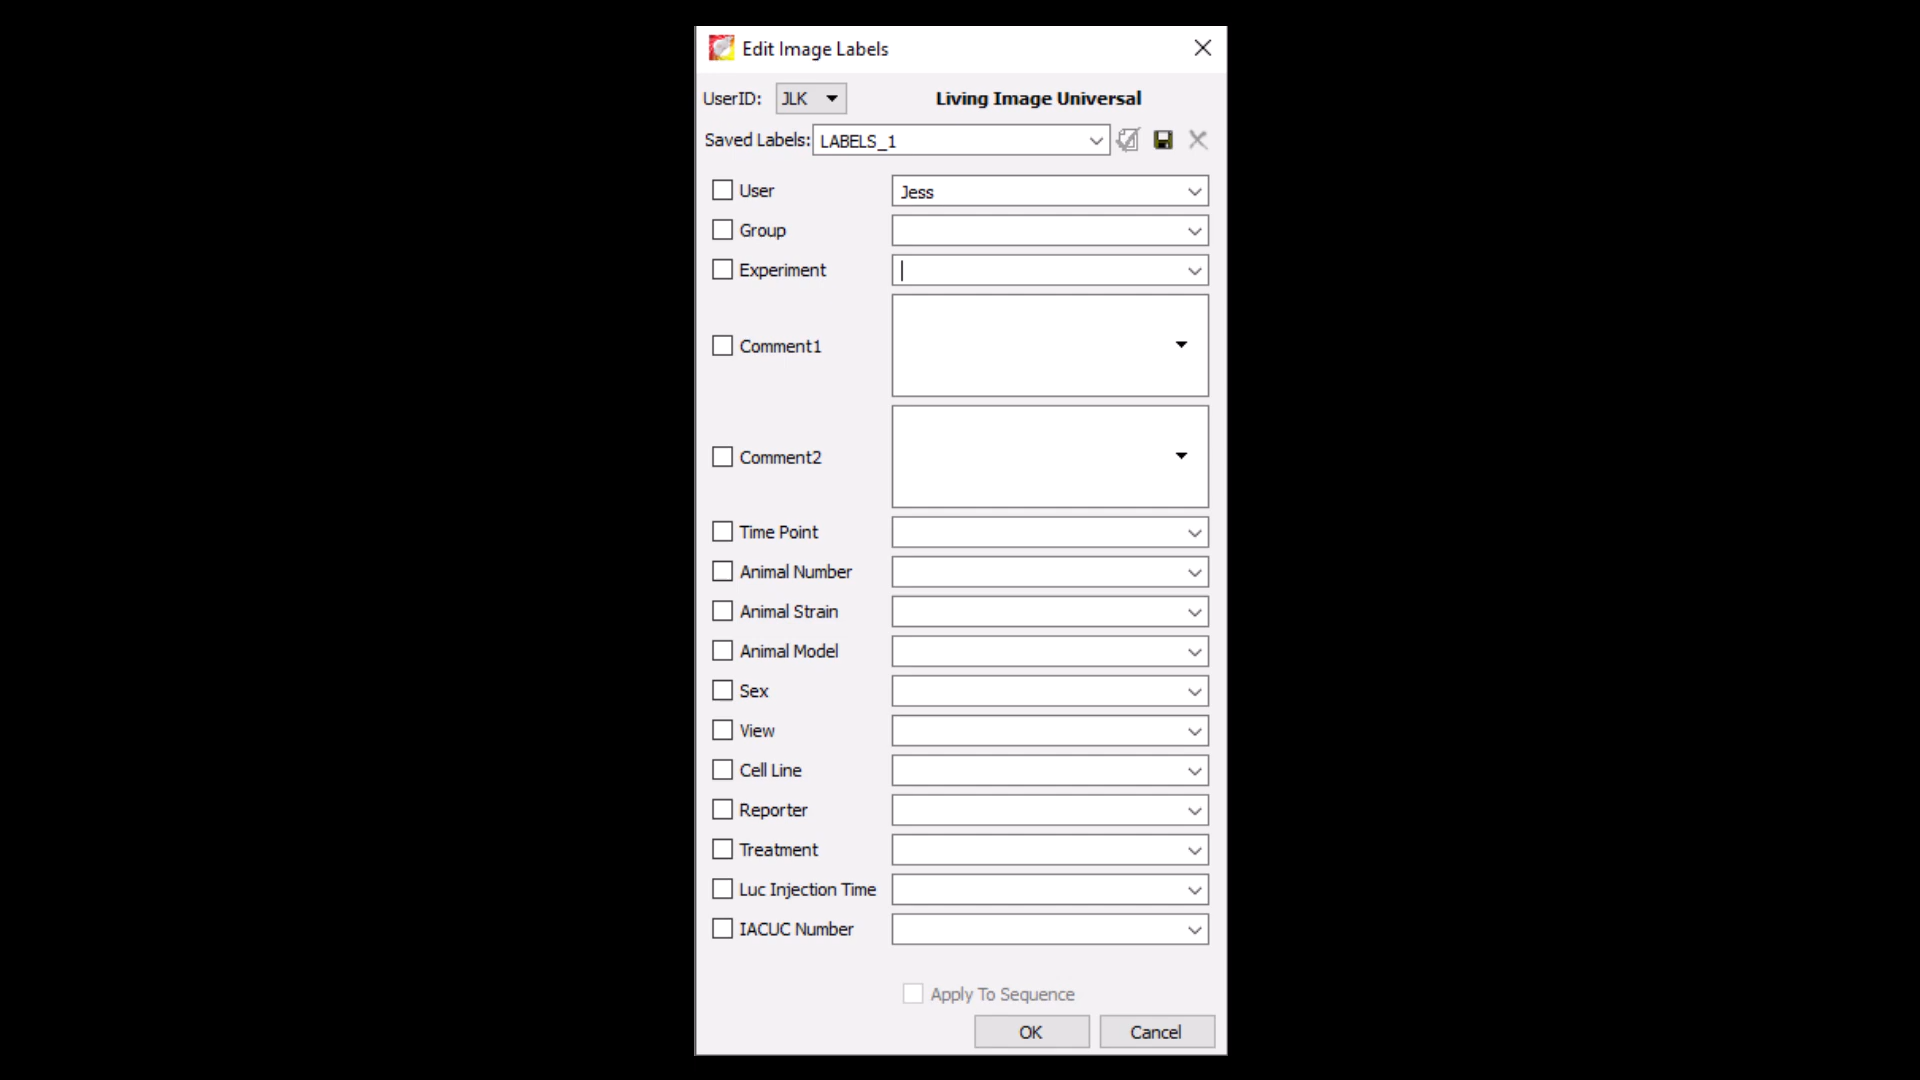 Edit Image Labels
UserID: JLK Living Image Universal
Saved Labels: LABELS_1
User Jess
Group
Experiment
Comment1
Comment2
Time Point
Animal Number
Animal Strain
Animal Model
Sex
View
Cell Line
Reporter
Treatment
Luc Injection Time
IACUC Number
Apply To Sequence
OK Cancel